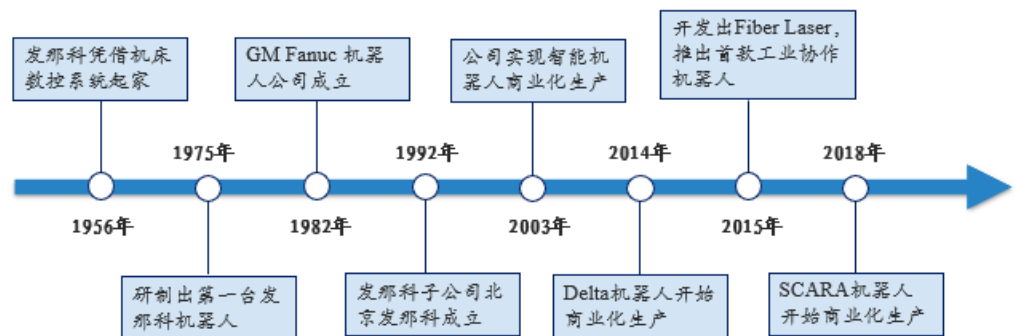 发那科凭借机床
数控系统起家
GM Fanuc 机器
人公司成立
公司实现智能机
器人商业化生产
开发出Fiber Laser,
推出首款工业协作
机器人
1975年
1992年
2014年
2018年
1956年
1982年
2003年
2015年
研制出第一台发
那科机器人
发那科子公司北
京发那科成立
Delta机器人开始
商业化生产
SCARA机器人
开始商业化生产